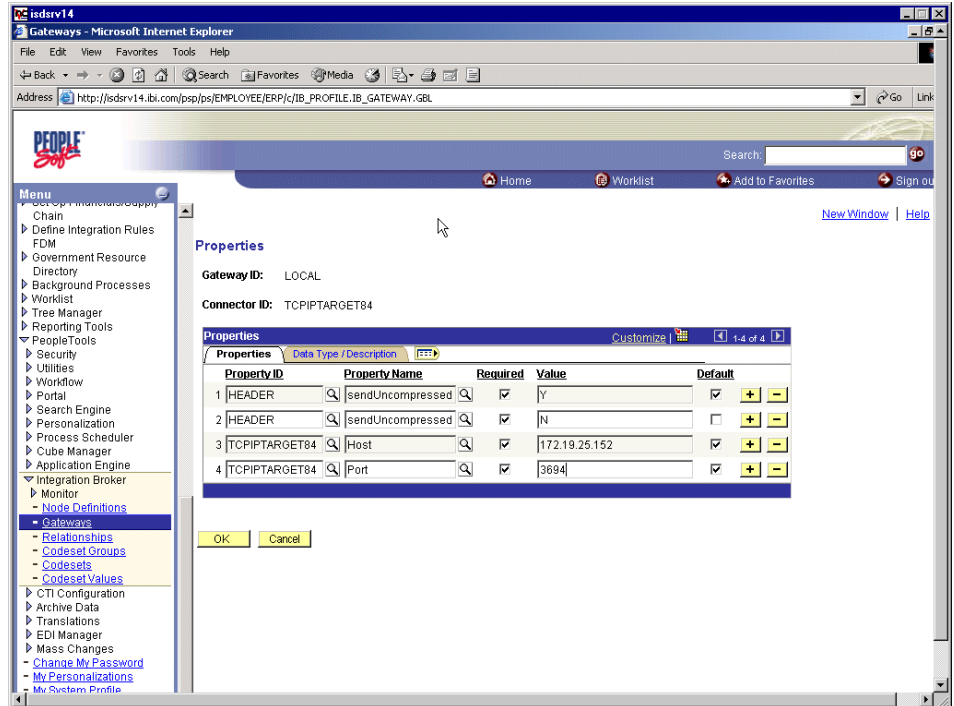 isdsrv14
Gateways - Microsoft Internet Explorer
File Edit View Favorites Tools Help
Back Search Favorites Media
Address http://isdsrv14.ibi.com/psp/ps/EMPLOYEE/ERP/c/IB_PROFILE.IB_GATEWAY.GBL Go Link
PEOPLE Soft
Search: go
Home Worklist Add to Favorites Sign ou
Menu
New Window | Help
Set Up Financials/Supply
Chain
Define Integration Rules
FDM
Government Resource
Directory
Background Processes
Worklist
Tree Manager
Reporting Tools
PeopleTools
Security
Utilities
Workflow
Portal
Search Engine
Personalization
Process Scheduler
Cube Manager
Application Engine
Integration Broker
Monitor
Node Definitions
Gateways
Relationships
Codeset Groups
Codesets
Codeset Values
CTI Configuration
Archive Data
Translations
EDI Manager
Mass Changes
Change My Password
My Personalizations
My System Profile
Properties
Gateway ID: LOCAL
Connector ID: TCPIPTARGET84
Properties Customize | 1-4 of 4
Properties Data Type / Description
Property ID Property Name Required Value Default
1 HEADER sendUncompressed Y + -
2 HEADER sendUncompressed N + -
3 TCPIPTARGET84 Host 172.19.25.152 + -
4 TCPIPTARGET84 Port 3694 + -
OK Cancel